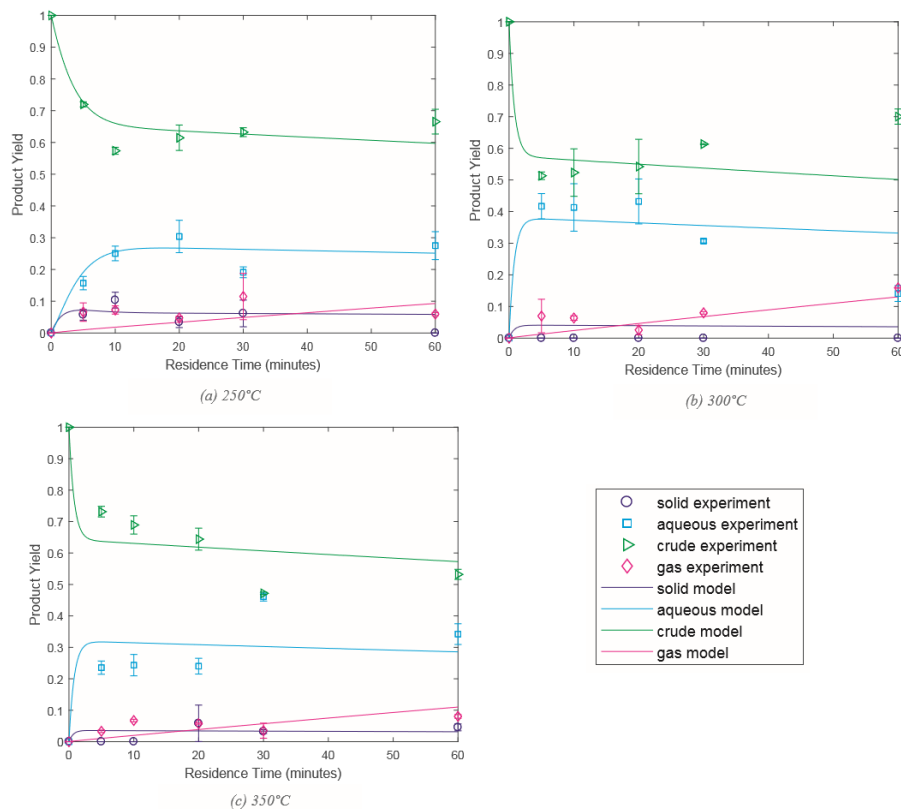 1
0.9
0.8
0.7
0.6
0.5
0.4
0.3
0.2
0.1
0
Product Yield
0 10 20 30 40 50 60
Residence Time (minutes)
(a) 250°C
1
0.9
0.8
0.7
0.6
0.5
0.4
0.3
0.2
0.1
0
Product Yield
0 10 20 30 40 50 60
Residence Time (minutes)
(b) 300°C
1
0.9
0.8
0.7
0.6
0.5
0.4
0.3
0.2
0.1
0
Product Yield
0 10 20 30 40 50 60
Residence Time (minutes)
(c) 350°C
solid experiment
aqueous experiment
crude experiment
gas experiment
solid model
aqueous model
crude model
gas model